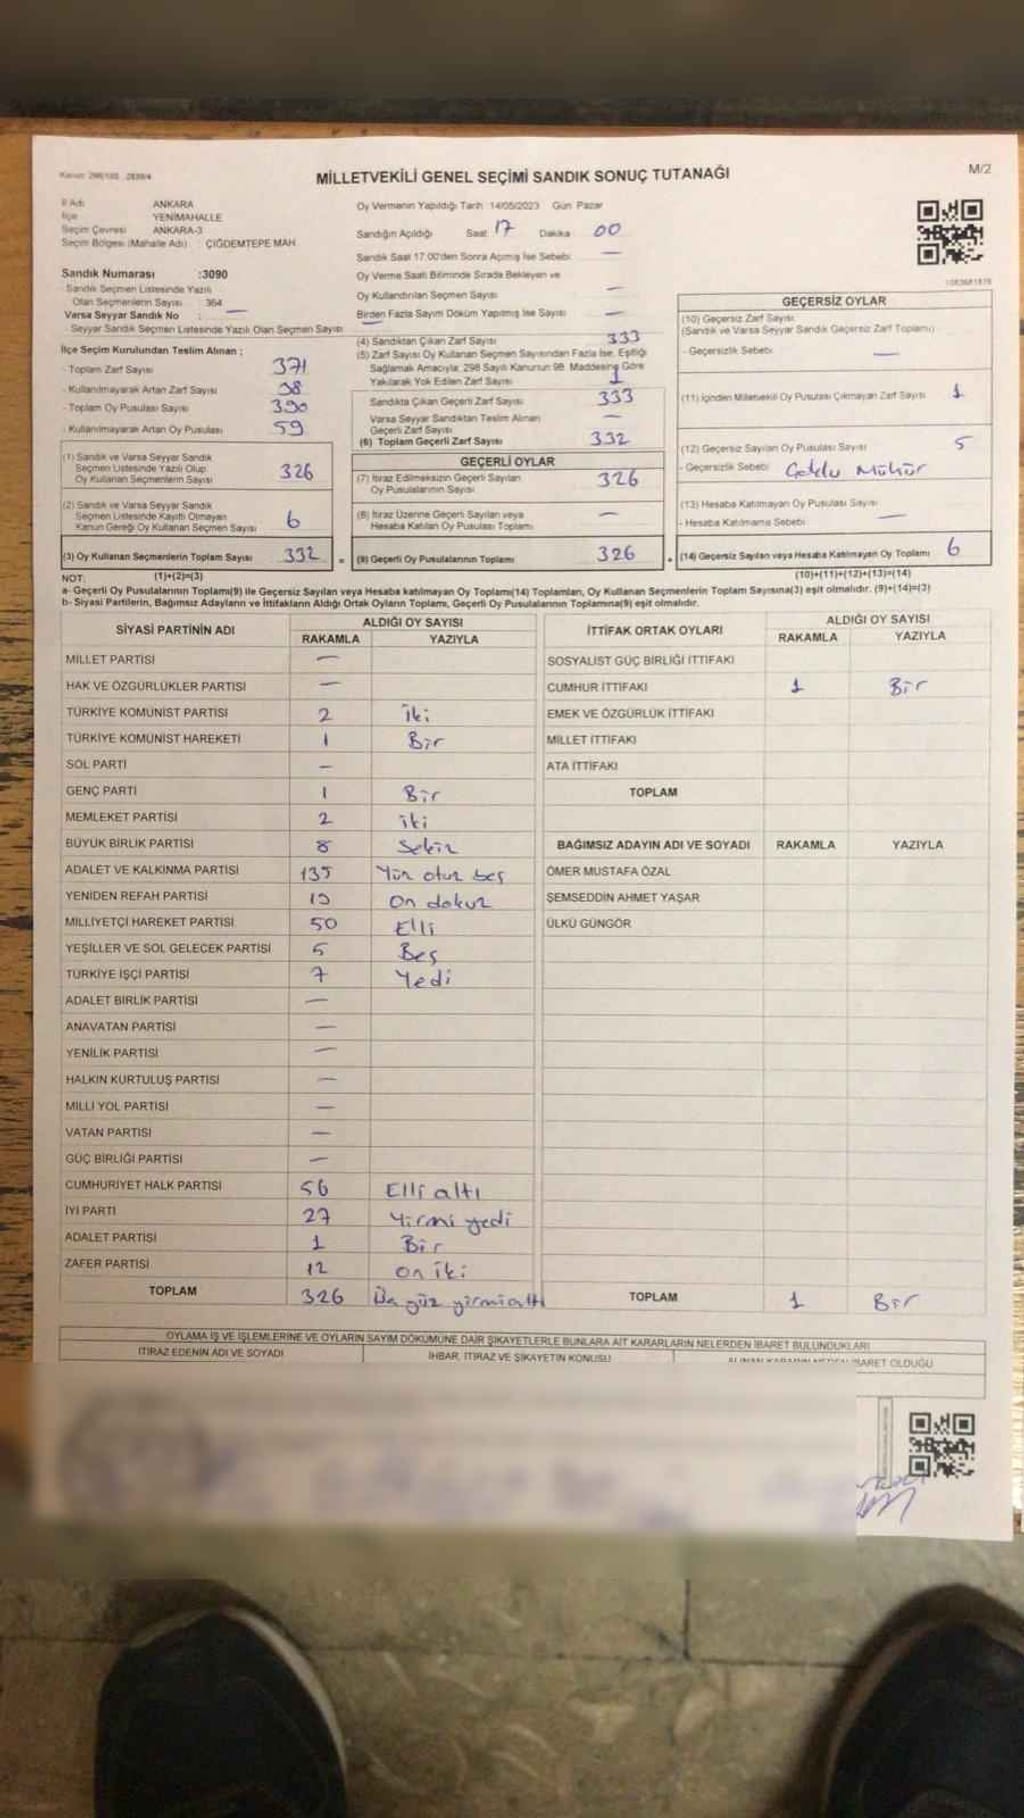 MİLLETVEKİLİ GENEL SEÇİMİ SANDIK SONUÇ TUTANAĞI
M/2
İl Adı ANKARA
İlçe YENİMAHALLE
Seçim Çevresi ANKARA-3
Seçim Bölgesi (Mahalle Adı) : ÇİĞDEMTEPE MAH.
Sandık Numarası :3090
Sandık Seçmen Listesinde Yazılı
Olan Seçmenlerin Sayısı : 364
Varsa Seyyar Sandık No : —
Seyyar Sandık Seçmen Listesinde Yazılı Olan Seçmen Sayısı —
Oy Vermenin Yapıldığı Tarih :14/05/2023 Gün Pazar
Sandığın Açıldığı Saat 17 Dakika 00
Sandık Saat 17:00'den Sonra Açılmış İse Sebebi: —
Oy Verme Saati Bitiminde Sırada Bekleyen ve
Oy Kullandırılan Seçmen Sayısı —
Birden Fazla Sayım Döküm Yapılmış İse Sayısı —
İlçe Seçim Kurulundan Teslim Alınan ;
- Toplam Zarf Sayısı 371
- Kullanılmayarak Artan Zarf Sayısı 38
- Toplam Oy Pusulası Sayısı 390
- Kullanılmayarak Artan Oy Pusulası 59
(1) Sandık ve Varsa Seyyar Sandık
Seçmen Listesinde Yazılı Olup
Oy Kullanan Seçmenlerin Sayısı 326
(2) Sandık ve Varsa Seyyar Sandık
Seçmen Listesinde Kayıtlı Olmayan
Kanun Gereği Oy Kullanan Seçmen Sayısı 6
(3) Oy Kullanan Seçmenlerin Toplam Sayısı 332
(1)+(2)=(3)
(4) Sandıktan Çıkan Zarf Sayısı 333
(5) Zarf Sayısı Oy Kullanan Seçmen Sayısından Fazla İse, Eşitliği
Sağlamak Amacıyla; 298 Sayılı Kanunun 98. Maddesine Göre
Yakılarak Yok Edilen Zarf Sayısı 1
Sandıkta Çıkan Geçerli Zarf Sayısı 333
Varsa Seyyar Sandıktan Teslim Alınan
Geçerli Zarf Sayısı —
(6) Toplam Geçerli Zarf Sayısı 332
GEÇERLİ OYLAR
(7) İtiraz Edilmeksizin Geçerli Sayılan
Oy Pusulalarının Sayısı 326
(8) İtiraz Üzerine Geçerli Sayılan veya
Hesaba Katılan Oy Pusulası Toplamı —
(9) Geçerli Oy Pusulalarının Toplamı 326
GEÇERSİZ OYLAR
(10) Geçersiz Zarf Sayısı
(Sandık ve Varsa Seyyar Sandık Geçersiz Zarf Toplamı)
- Geçersizlik Sebebi —
(11) İçinden Milletvekili Oy Pusulası Çıkmayan Zarf Sayısı 1
(12) Geçersiz Sayılan Oy Pusulası Sayısı 5
- Geçersizlik Sebebi Çoklu Mühür
(13) Hesaba Katılmayan Oy Pusulası Sayısı
- Hesaba Katılmama Sebebi —
(14) Geçersiz Sayılan veya Hesaba Katılmayan Oy Toplamı 6
(10)+(11)+(12)+(13)=(14)
NOT:
a- Geçerli Oy Pusulalarının Toplamı(9) ile Geçersiz Sayılan veya Hesaba katılmayan Oy Toplamı(14) Toplamları, Oy Kullanan Seçmenlerin Toplam Sayısına(3) eşit olmalıdır. (9)+(14)=(3)
b- Siyasi Partilerin, Bağımsız Adayların ve İttifakların Aldığı Ortak Oyların Toplamı, Geçerli Oy Pusulalarının Toplamına(9) eşit olmalıdır.
SİYASİ PARTİNİN ADI ALDIĞI OY SAYISI
RAKAMLA YAZIYLA
MİLLET PARTİSİ —
HAK VE ÖZGÜRLÜKLER PARTİSİ —
TÜRKİYE KOMÜNİST PARTİSİ 2 İki
TÜRKİYE KOMÜNİST HAREKETİ 1 Bir
SOL PARTİ —
GENÇ PARTİ 1 Bir
MEMLEKET PARTİSİ 2 iki
BÜYÜK BİRLİK PARTİSİ 8 Sekiz
ADALET VE KALKINMA PARTİSİ 135 Yüz otuz beş
YENİDEN REFAH PARTİSİ 19 On dokuz
MİLLİYETÇİ HAREKET PARTİSİ 50 Elli
YEŞİLLER VE SOL GELECEK PARTİSİ 5 Beş
TÜRKİYE İŞÇİ PARTİSİ 7 Yedi
ADALET BİRLİK PARTİSİ —
ANAVATAN PARTİSİ —
YENİLİK PARTİSİ —
HALKIN KURTULUŞ PARTİSİ —
MİLLİ YOL PARTİSİ —
VATAN PARTİSİ —
GÜÇ BİRLİĞİ PARTİSİ —
CUMHURİYET HALK PARTİSİ 56 Elli altı
İYİ PARTİ 27 Yirmi yedi
ADALET PARTİSİ 1 Bir
ZAFER PARTİSİ 12 On iki
TOPLAM 326 Üç yüz yirmi altı
İTTİFAK ORTAK OYLARI ALDIĞI OY SAYISI
RAKAMLA YAZIYLA
SOSYALİST GÜÇ BİRLİĞİ İTTİFAKI
CUMHUR İTTİFAKI 1 Bir
EMEK VE ÖZGÜRLÜK İTTİFAKI
MİLLET İTTİFAKI
ATA İTTİFAKI
TOPLAM
BAĞIMSIZ ADAYIN ADI VE SOYADI RAKAMLA YAZIYLA
ÖMER MUSTAFA ÖZAL
ŞEMSEDDİN AHMET YAŞAR
ÜLKÜ GÜNGÖR
TOPLAM 1 Bir
OYLAMA İŞ VE İŞLEMLERİNE VE OYLARIN SAYIM DÖKÜMÜNE DAİR ŞİKAYETLERLE BUNLARA AİT KARARLARIN NELERDEN İBARET BULUNDUKLARI
İTİRAZ EDENİN ADI VE SOYADI İHBAR, İTİRAZ VE ŞİKAYETİN KONUSU İBARET OLDUĞU